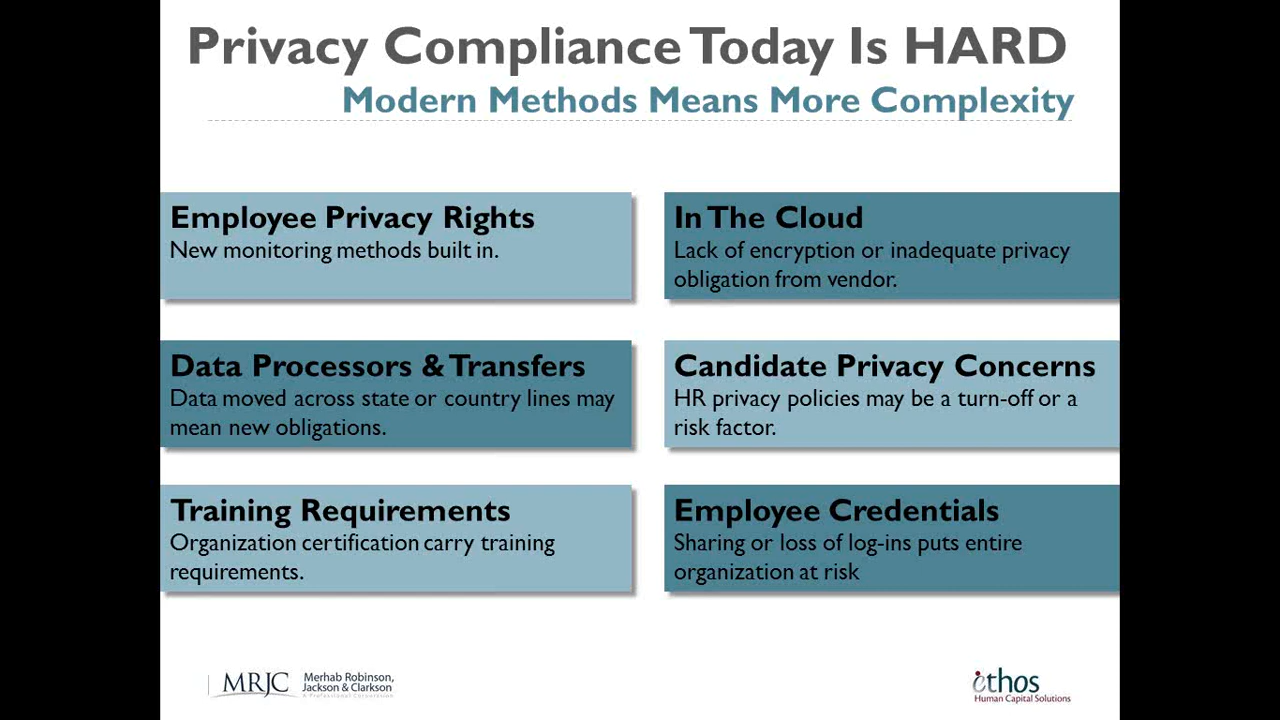 Privacy Compliance Today Is HARD
Modern Methods Means More Complexity
Employee Privacy Rights
New monitoring methods built in.
In The Cloud
Lack of encryption or inadequate privacy
obligation from vendor.
Data Processors & Transfers
Data moved across state or country lines may
mean new obligations.
Candidate Privacy Concerns
HR privacy policies may be a turn-off or a
risk factor.
Training Requirements
Organization certification carry training
requirements.
Employee Credentials
Sharing or loss of log-ins puts entire
organization at risk
MRJC
Merhab Robinson,
Jackson & Clarkson
A Professional Corporation
ithos
Human Capital Solutions